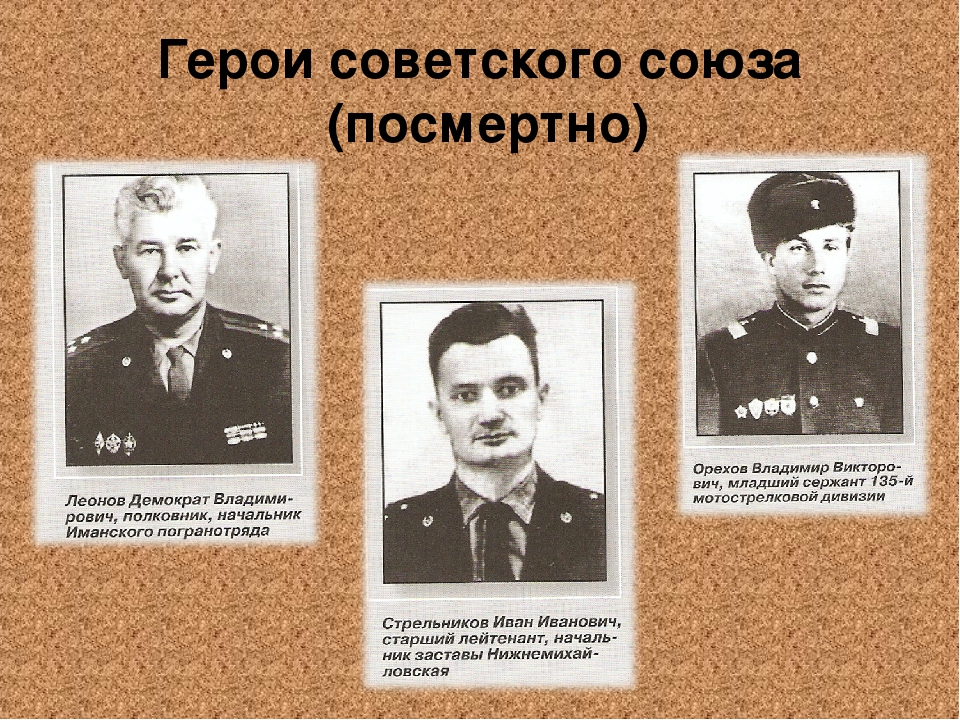 Герои советского союза
(посмертно)
Леонов Демократ Владими-
рович, полковник, начальник
Иманского погранотряда
Стрельников Иван Иванович,
старший лейтенант, началь-
ник заставы Нижнемихай-
ловская
Орехов Владимир Викторо-
вич, младший сержант 135-й
мотострелковой дивизии